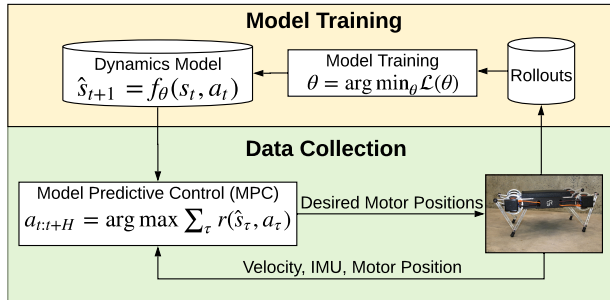 Model Training
Dynamics Model
ŝ_{t+1} = f_θ(s_t, a_t)
Model Training
θ = arg min_θ ℒ(θ)
Rollouts
Data Collection
Model Predictive Control (MPC)
a_{t:t+H} = arg max ∑_τ r(ŝ_τ, a_τ)
Desired Motor Positions
Velocity, IMU, Motor Position